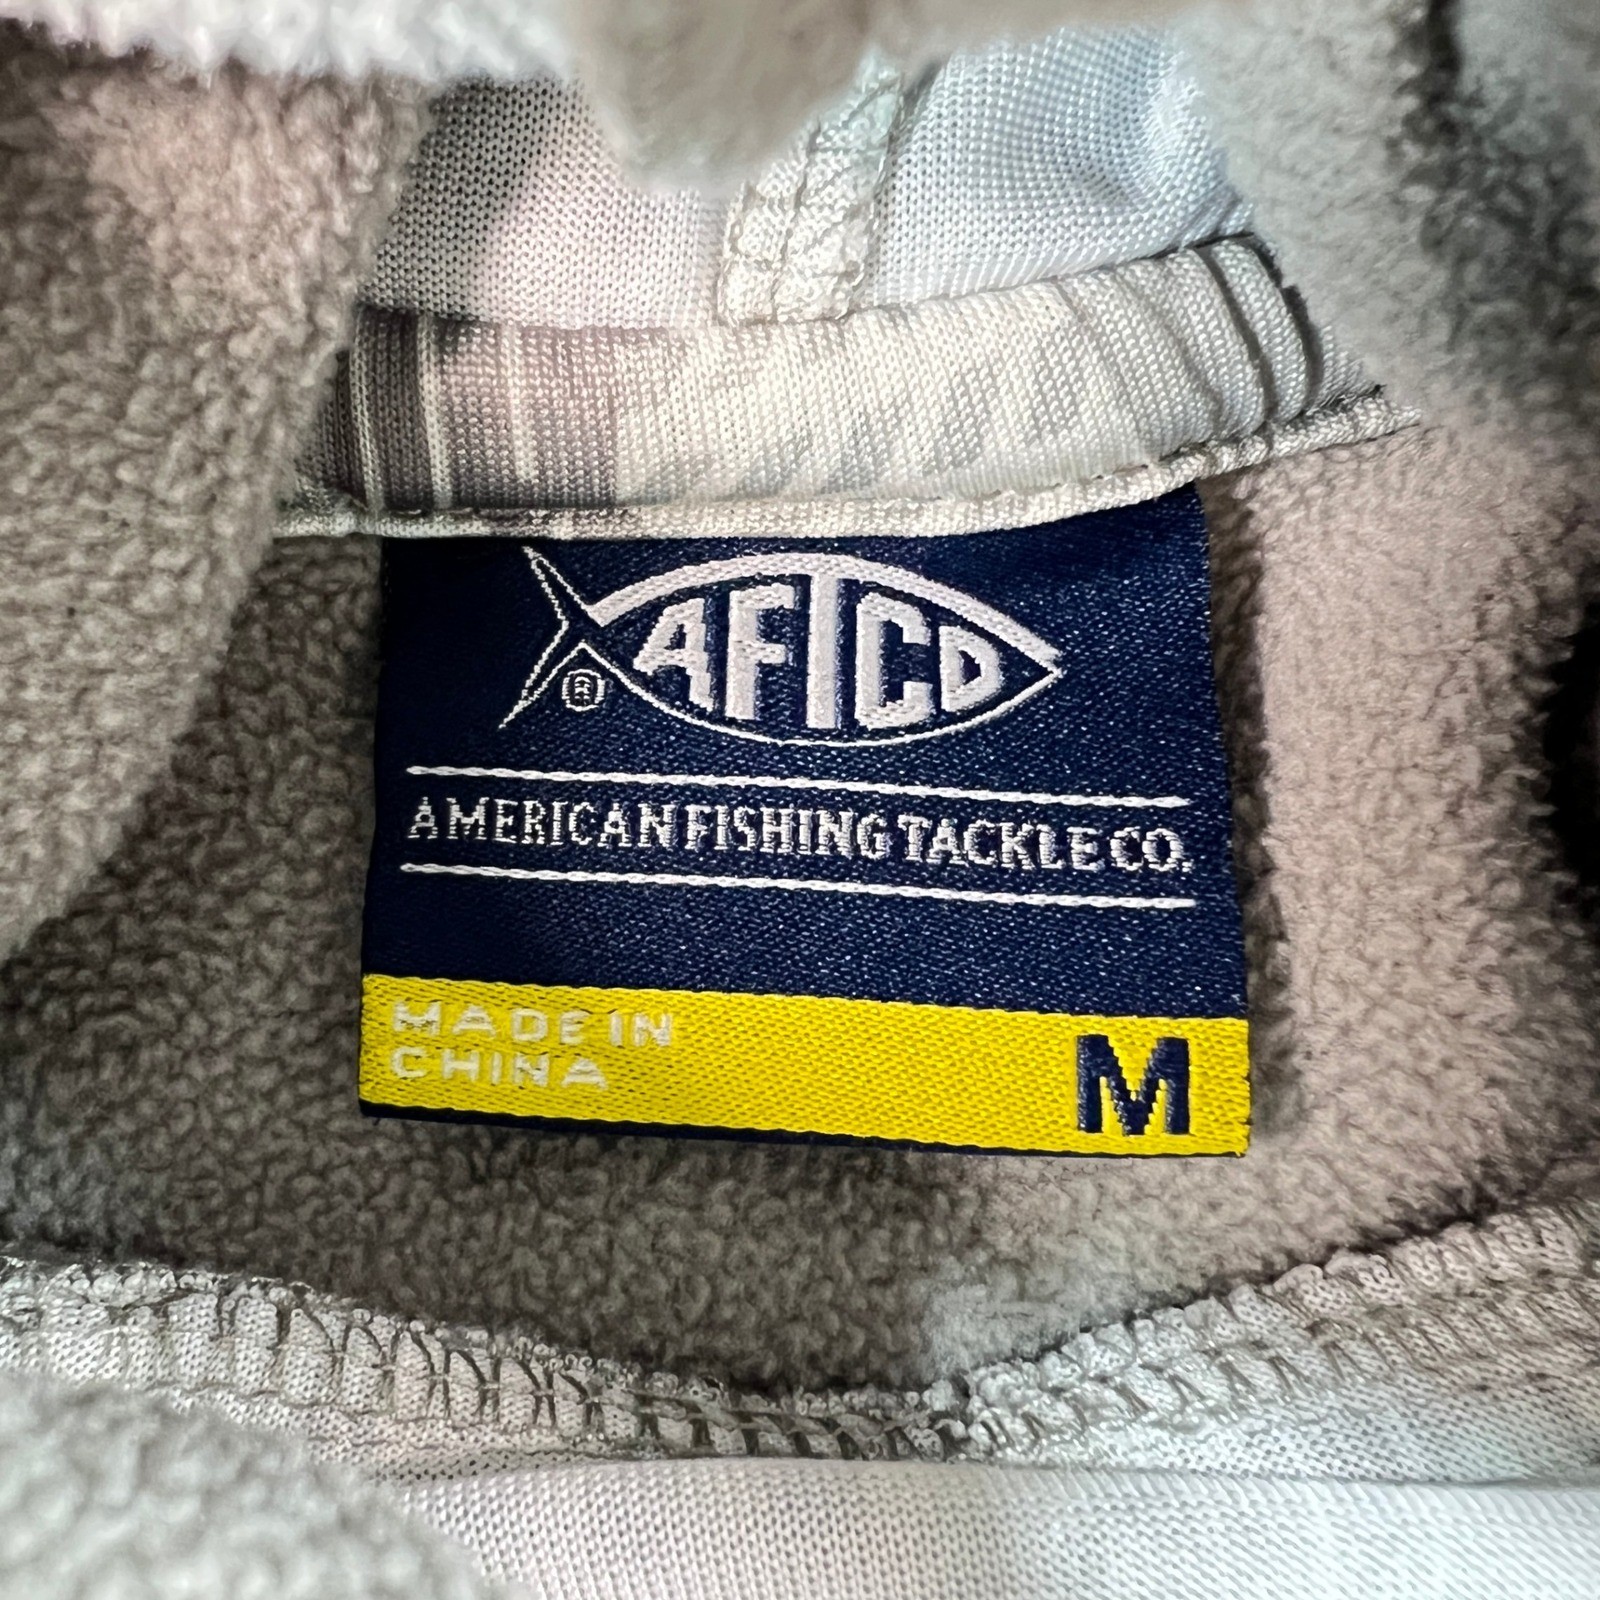 AFTCO
®
AMERICAN FISHING TACKLE CO.
MADE IN
CHINA
M